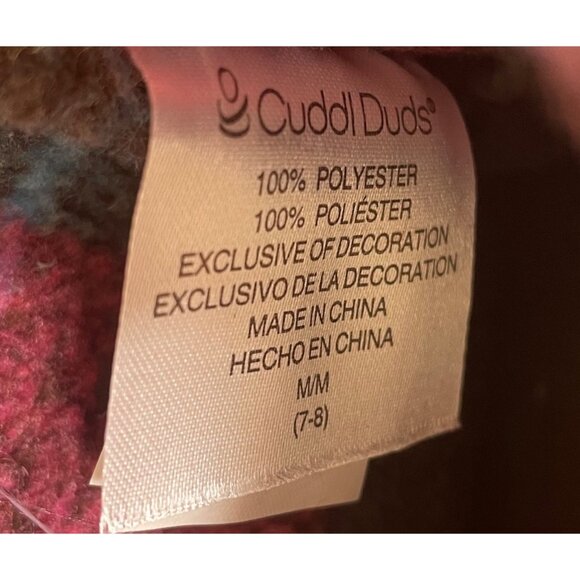 Cuddl Duds®
100% POLYESTER
100% POLIÉSTER
EXCLUSIVE OF DECORATION
EXCLUSIVO DE LA DECORATION
MADE IN CHINA
HECHO EN CHINA
M/M
(7-8)